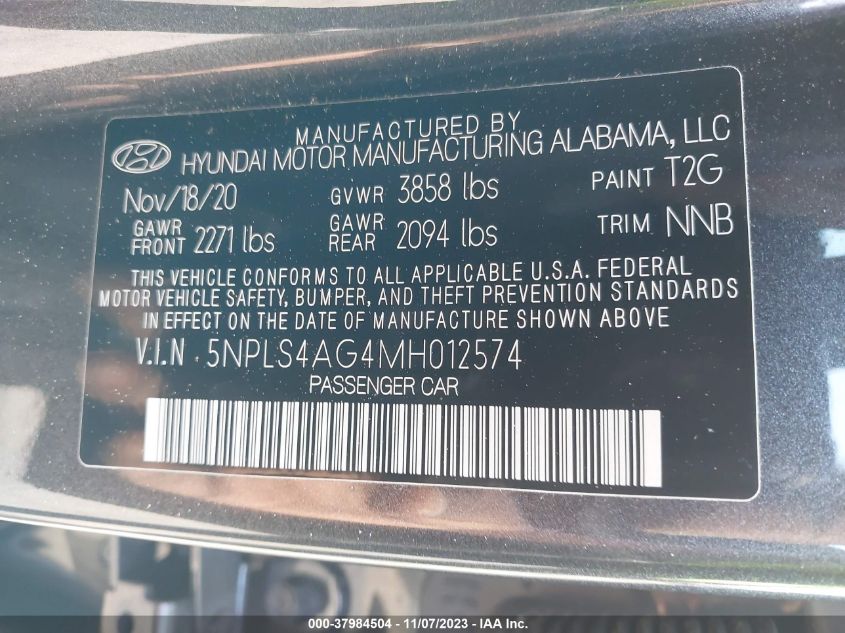 MANUFACTURED BY
HYUNDAI MOTOR MANUFACTURING ALABAMA, LLC
Nov/18/20 GVWR 3858 lbs PAINT T2G
GAWR FRONT 2271 lbs GAWR REAR 2094 lbs TRIM NNB
THIS VEHICLE CONFORMS TO ALL APPLICABLE U.S.A. FEDERAL
MOTOR VEHICLE SAFETY, BUMPER, AND THEFT PREVENTION STANDARDS
IN EFFECT ON THE DATE OF MANUFACTURE SHOWN ABOVE
V.I.N 5NPLS4AG4MH012574
PASSENGER CAR
000-37984504 - 11/07/2023 - © IAA Inc.